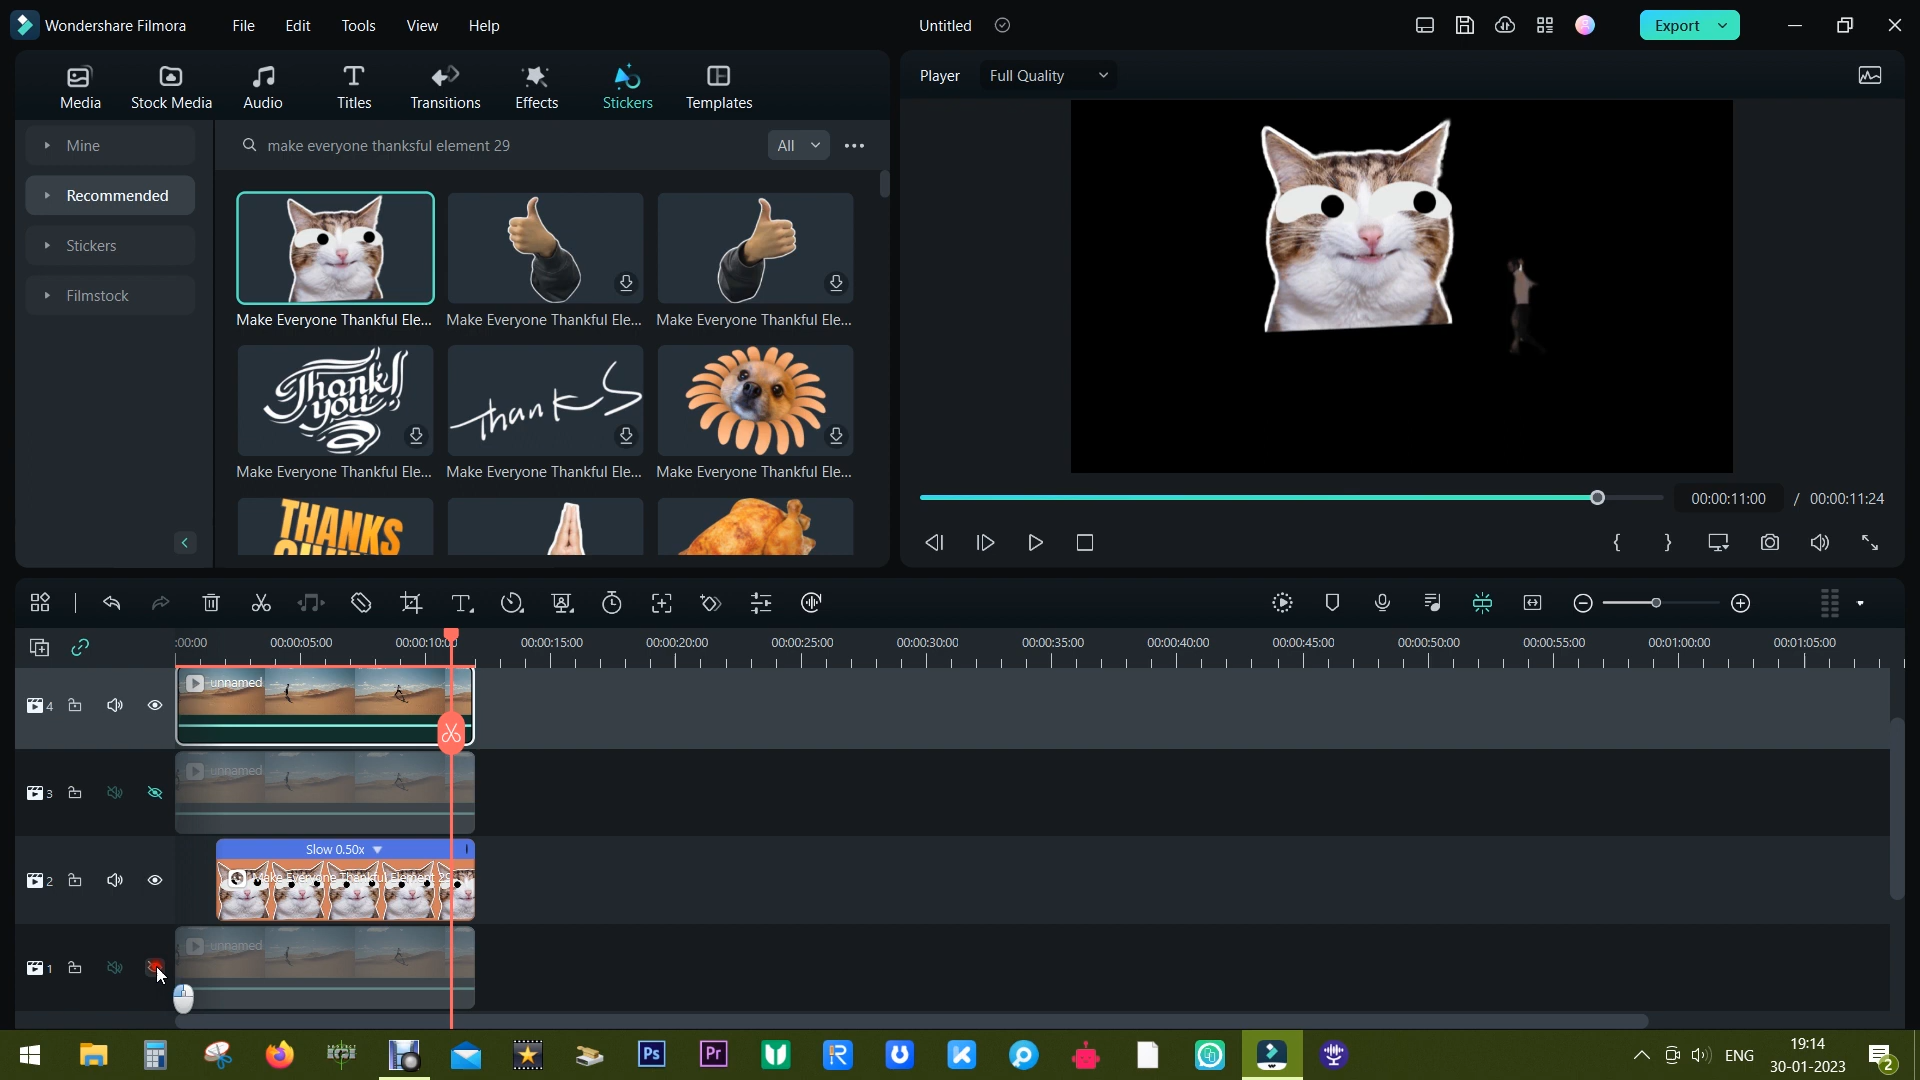 Wondershare Filmora File Edit Tools View Help Untitled Export
Media Stock Media Audio Titles Transitions Effects Stickers Templates
Player Full Quality
Mine
Recommended
Stickers
Filmstock
make everyone thanksful element 29 All
Make Everyone Thankful Ele... Make Everyone Thankful Ele... Make Everyone Thankful Ele...
Thank you! Thanks
Make Everyone Thankful Ele... Make Everyone Thankful Ele... Make Everyone Thankful Ele...
THANKS
00:00:11:00 / 00:00:11:24
:00:00 00:00:05:00 00:00:10:0 00:00:15:00 00:00:20:00 00:00:25:00 00:00:30:00 00:00:35:00 00:00:40:00 00:00:45:00 00:00:50:00 00:00:55:00 00:01:00:00 00:01:05:00
4 unnamed
3 unnamed
Slow 0.50x
2 Make Everyone Thankful Element 29
1 unnamed
Ps Pr R U K
ENG 19:14
30-01-2023 2